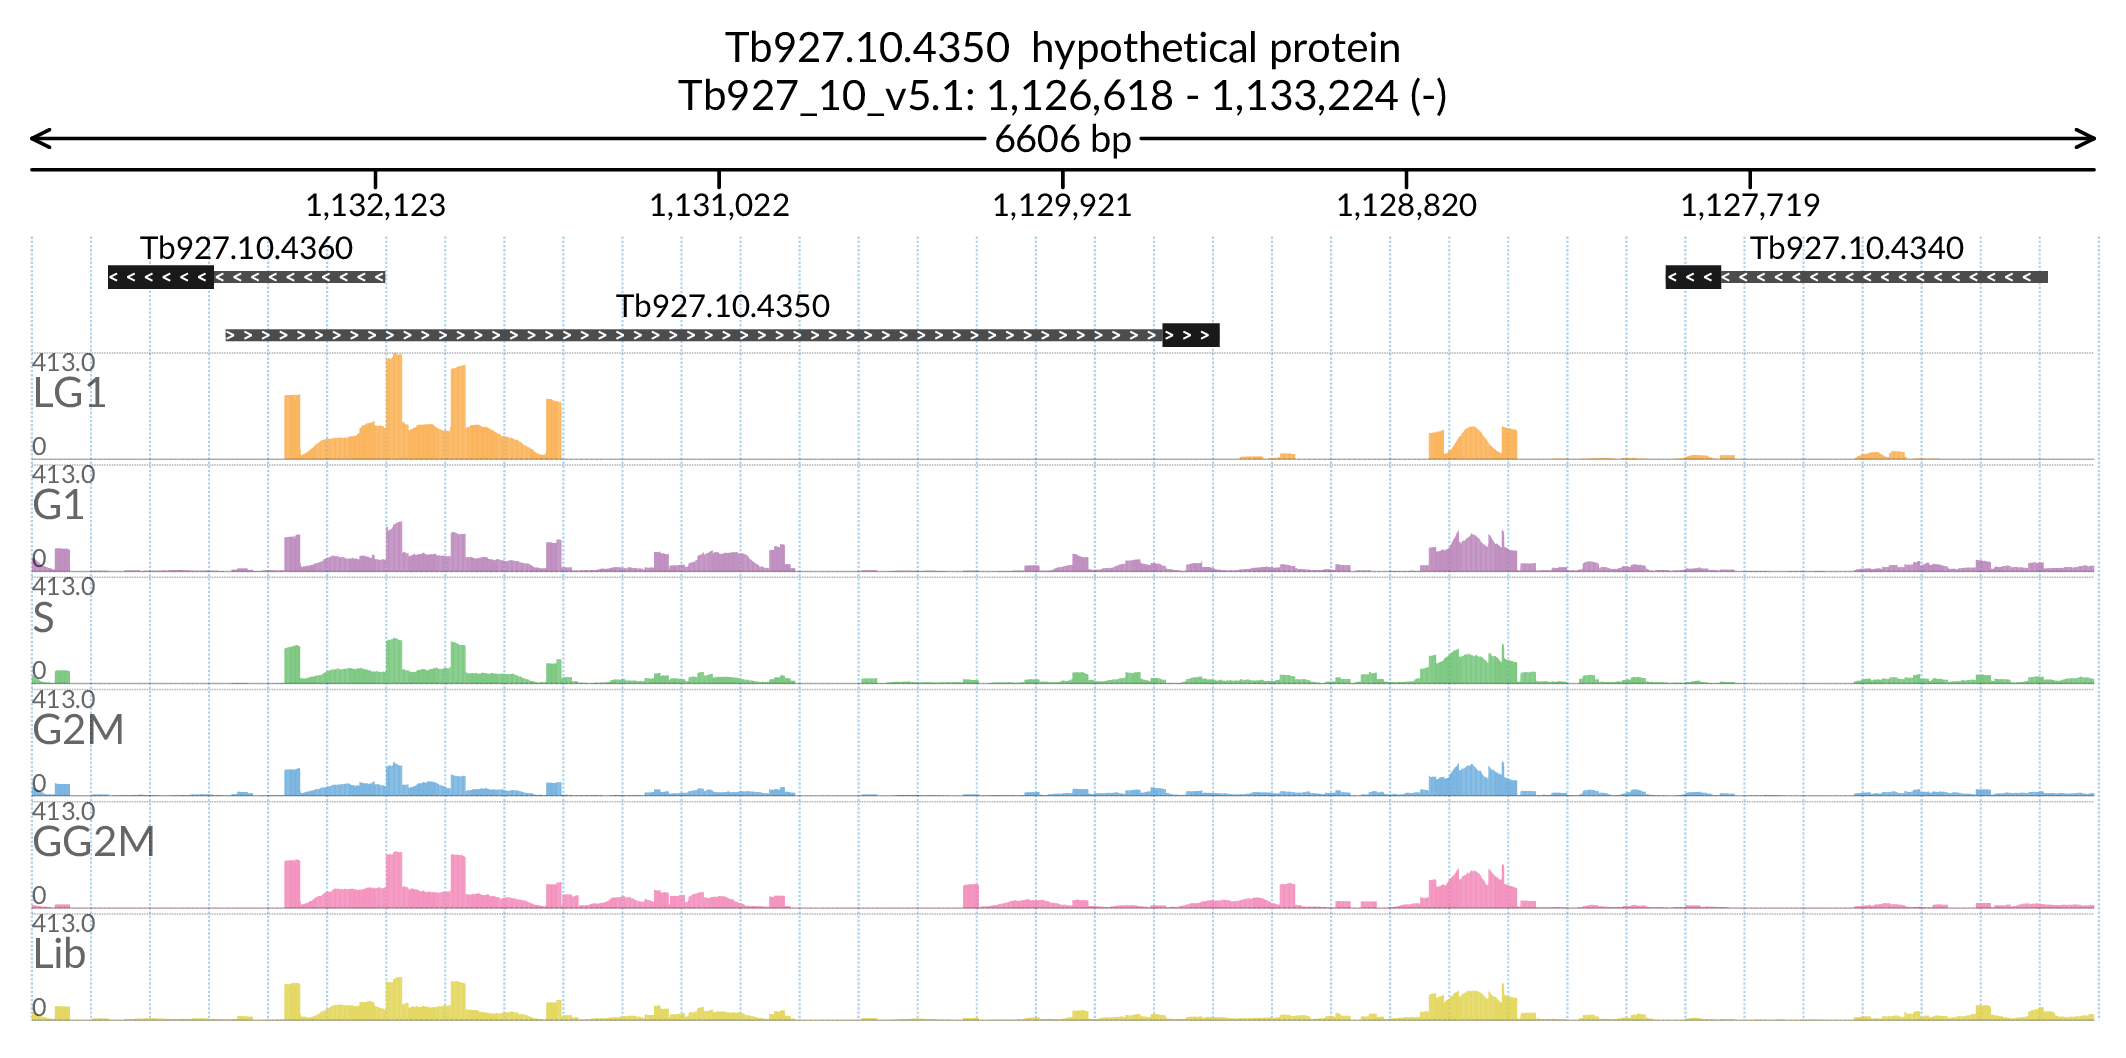 Tb927.10.4350  hypothetical protein
Tb927_10_v5.1: 1,126,618 - 1,133,224 (-)
6606 bp
1,132,123 1,131,022 1,129,921 1,128,820 1,127,719
Tb927.10.4360 Tb927.10.4340
Tb927.10.4350
413.0
LG1
0
413.0
G1
0
413.0
S
0
413.0
G2M
0
413.0
GG2M
0
413.0
Lib
0